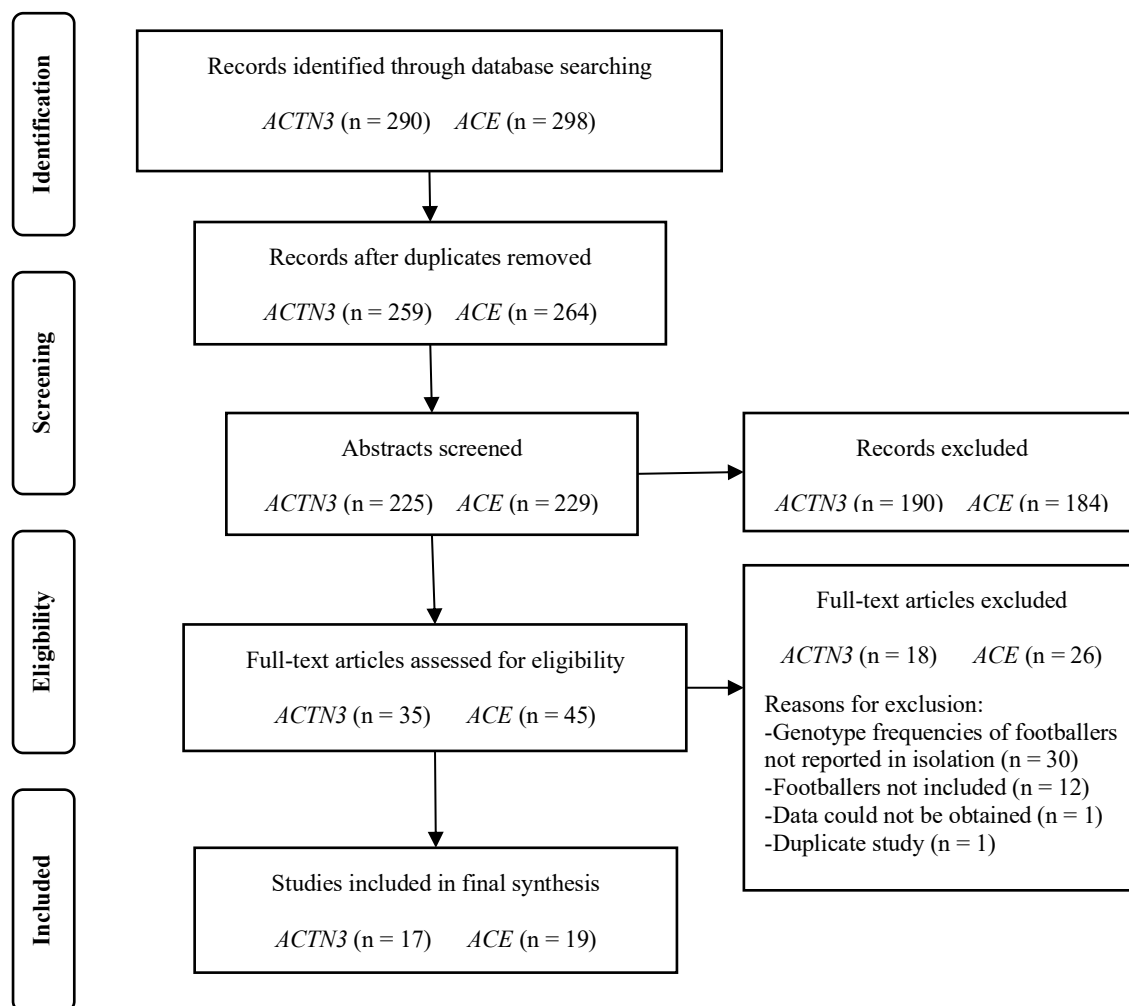 Identification
Records identified through database searching
ACTN3 (n = 290) ACE (n = 298)
Records after duplicates removed
ACTN3 (n = 259) ACE (n = 264)
Screening
Abstracts screened
ACTN3 (n = 225) ACE (n = 229)
Records excluded
ACTN3 (n = 190) ACE (n = 184)
Eligibility
Full-text articles assessed for eligibility
ACTN3 (n = 35) ACE (n = 45)
Full-text articles excluded
ACTN3 (n = 18) ACE (n = 26)
Reasons for exclusion:
-Genotype frequencies of footballers
not reported in isolation (n = 30)
-Footballers not included (n = 12)
-Data could not be obtained (n = 1)
-Duplicate study (n = 1)
Included
Studies included in final synthesis
ACTN3 (n = 17) ACE (n = 19)